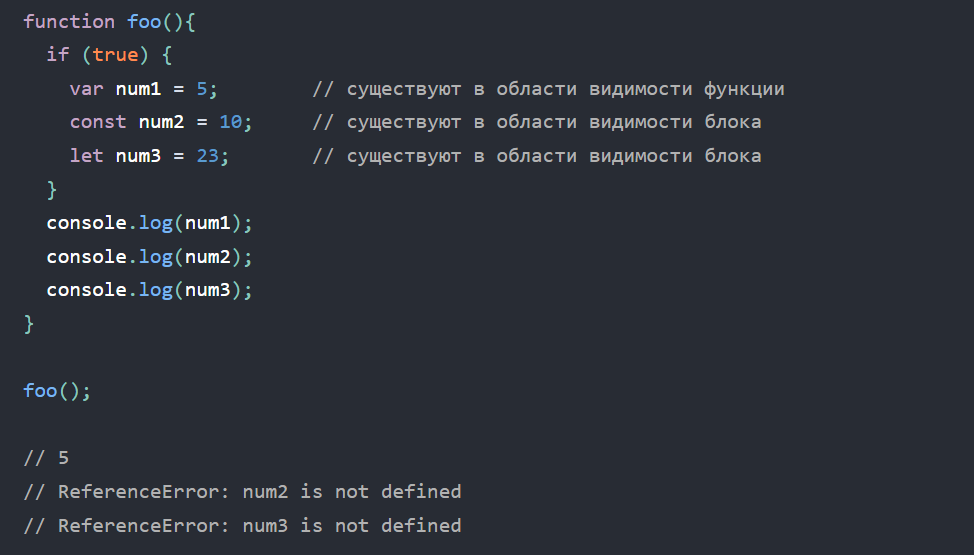 function foo(){
  if (true) {
    var num1 = 5;        // существуют в области видимости функции
    const num2 = 10;     // существуют в области видимости блока
    let num3 = 23;       // существуют в области видимости блока
  }
  console.log(num1);
  console.log(num2);
  console.log(num3);
}

foo();

// 5
// ReferenceError: num2 is not defined
// ReferenceError: num3 is not defined